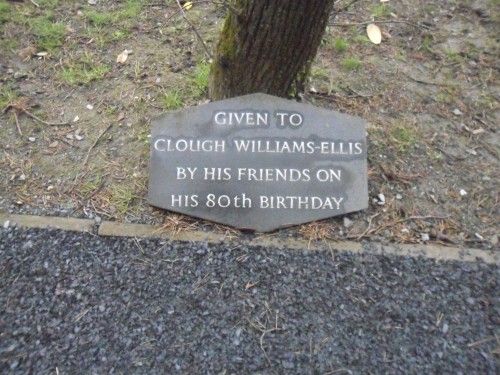 GIVEN TO
CLOUGH WILLIAMS-ELLIS
BY HIS FRIENDS ON
HIS 80th BIRTHDAY